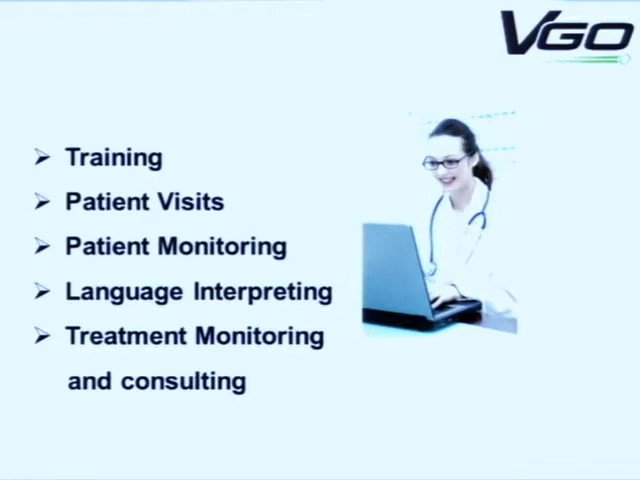 VGO
Training
Patient Visits
Patient Monitoring
Language Interpreting
Treatment Monitoring
and consulting